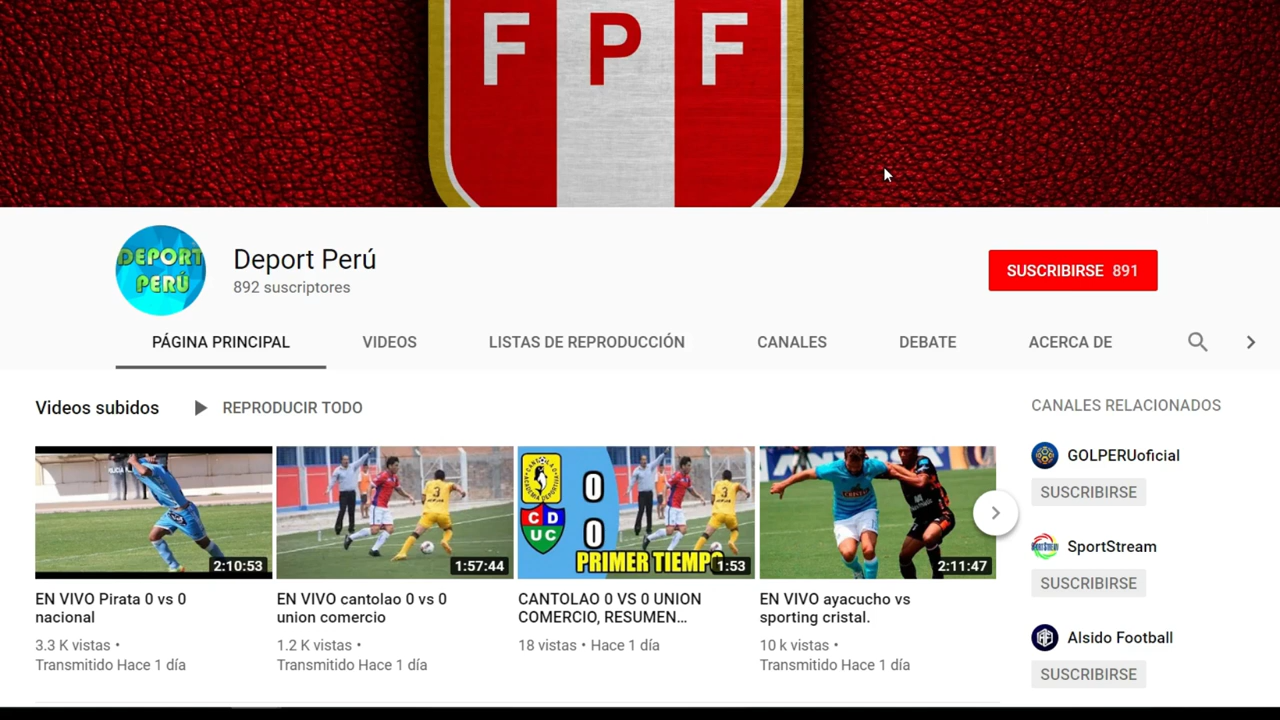 F P F
DEPORT
PERÚ
Deport Perú
892 suscriptores
SUSCRIBIRSE 891
PÁGINA PRINCIPAL
VIDEOS
LISTAS DE REPRODUCCIÓN
CANALES
DEBATE
ACERCA DE
Videos subidos
REPRODUCIR TODO
2:10:53
EN VIVO Pirata 0 vs 0
nacional
3.3 K vistas •
Transmitido Hace 1 día
3
1:57:44
EN VIVO cantolao 0 vs 0
union comercio
1.2 K vistas •
Transmitido Hace 1 día
0
CD
UC
0
3
PRIMER TIEMPO
1:53
CANTOLAO 0 VS 0 UNION
COMERCIO, RESUMEN...
18 vistas • Hace 1 día
2:11:47
EN VIVO ayacucho vs
sporting cristal.
10 k vistas •
Transmitido Hace 1 día
CANALES RELACIONADOS
GOLPERUoficial
SUSCRIBIRSE
SportStream
SUSCRIBIRSE
Alsido Football
SUSCRIBIRSE